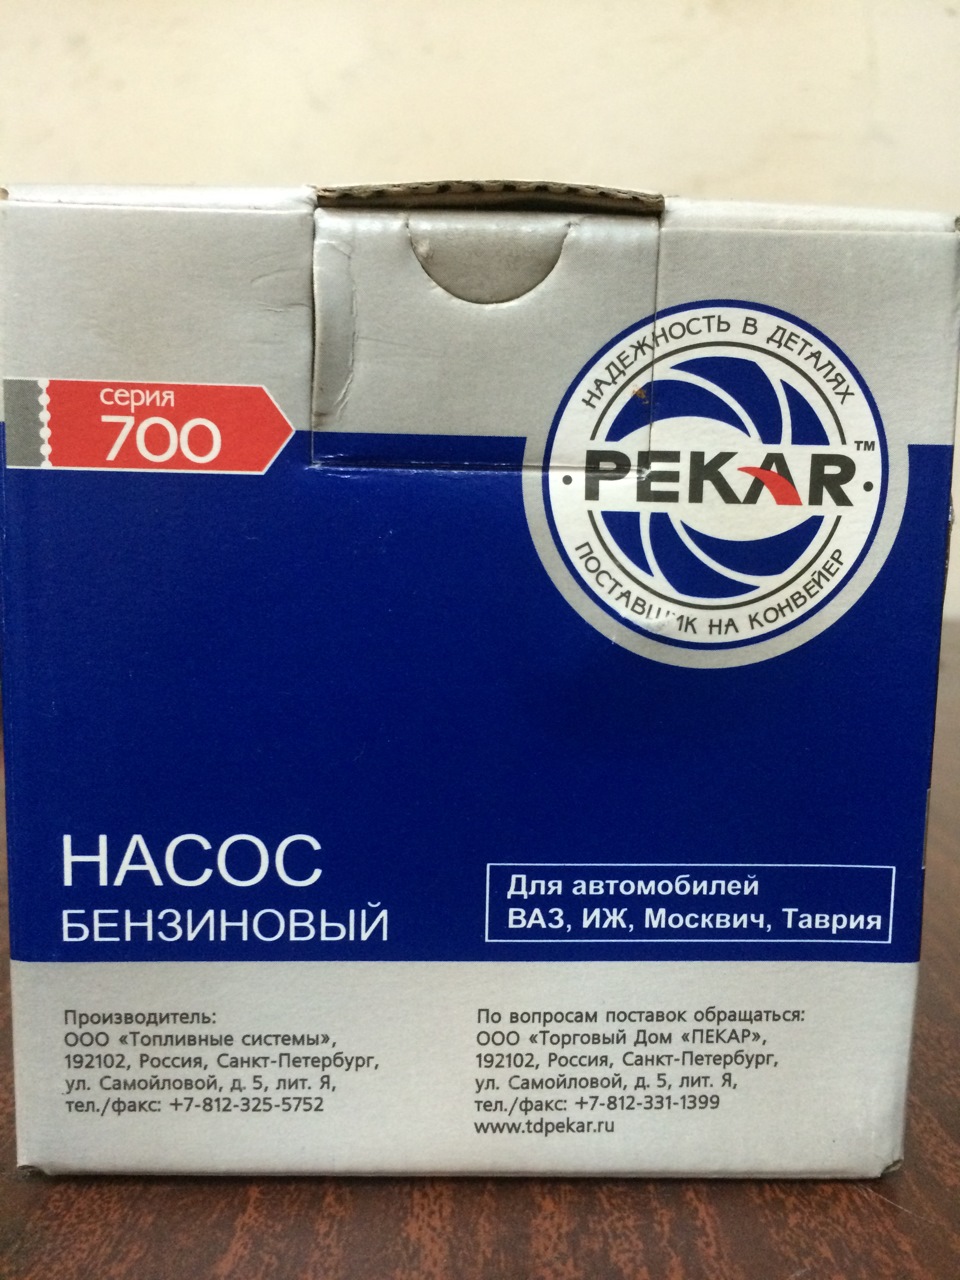 серия
700
НАДЕЖНОСТЬ В ДЕТАЛЯХ
PEKAR™
ПОСТАВЩИК НА КОНВЕЙЕР
НАСОС
БЕНЗИНОВЫЙ
Для автомобилей
ВАЗ, ИЖ, Москвич, Таврия
Производитель:
ООО «Топливные системы»,
192102, Россия, Санкт-Петербург,
ул. Самойловой, д. 5, лит. Я,
тел./факс: +7-812-325-5752
По вопросам поставок обращаться:
ООО «Торговый Дом «ПЕКАР»,
192102, Россия, Санкт-Петербург,
ул. Самойловой, д. 5, лит. Я,
тел./факс: +7-812-331-1399
www.tdpekar.ru